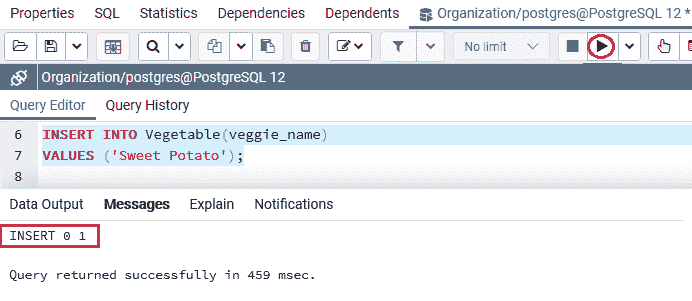 Properties SQL Statistics Dependencies Dependents Organization/postgres@PostgreSQL 12 *
No limit
Organization/postgres@PostgreSQL 12
Query Editor Query History
6 INSERT INTO Vegetable(veggie_name)
7 VALUES ('Sweet Potato');
8
Data Output Messages Explain Notifications
INSERT 0 1
Query returned successfully in 459 msec.